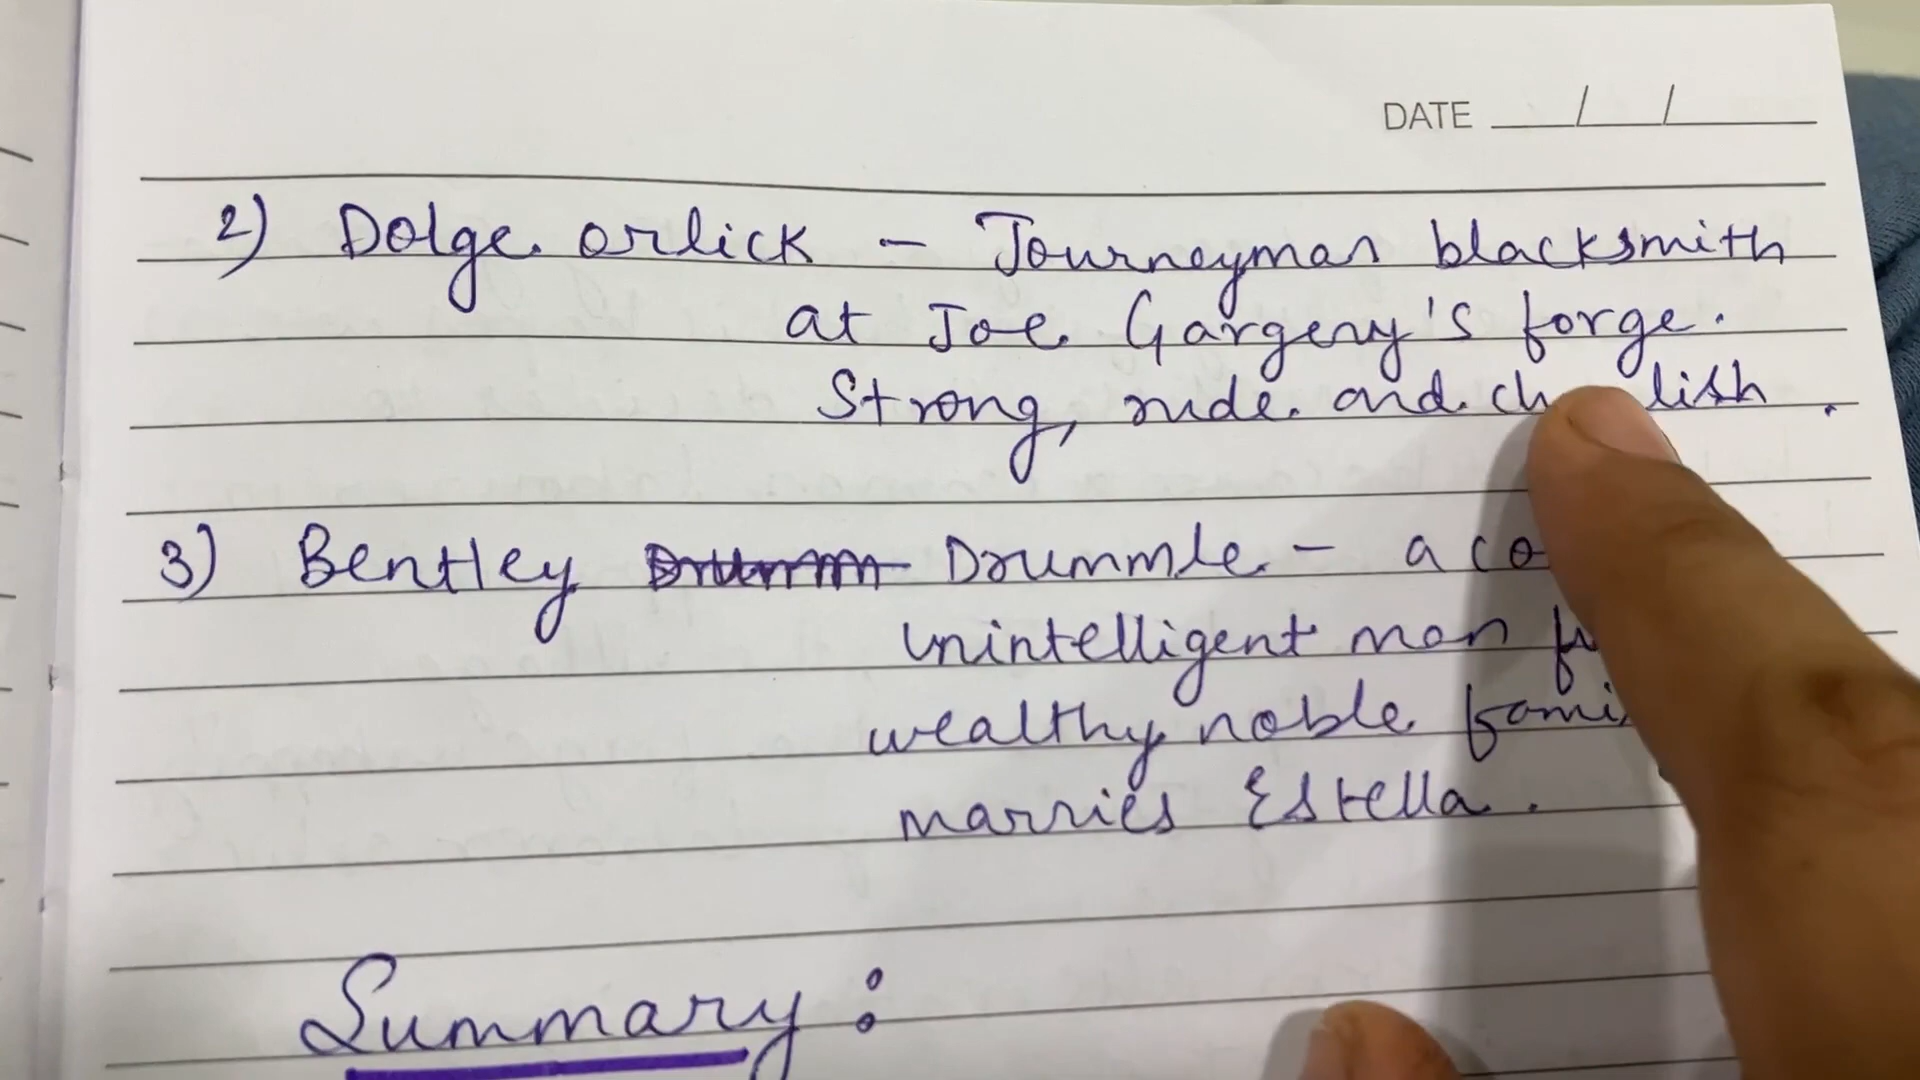 DATE / /
2) Dolge orlick - Journeyman blacksmith
at Joe Gargery's forge.
Strong, rude and
3) Bentley Drummle - a
unintelligent man
wealthy noble
marries Estella.
Summary :